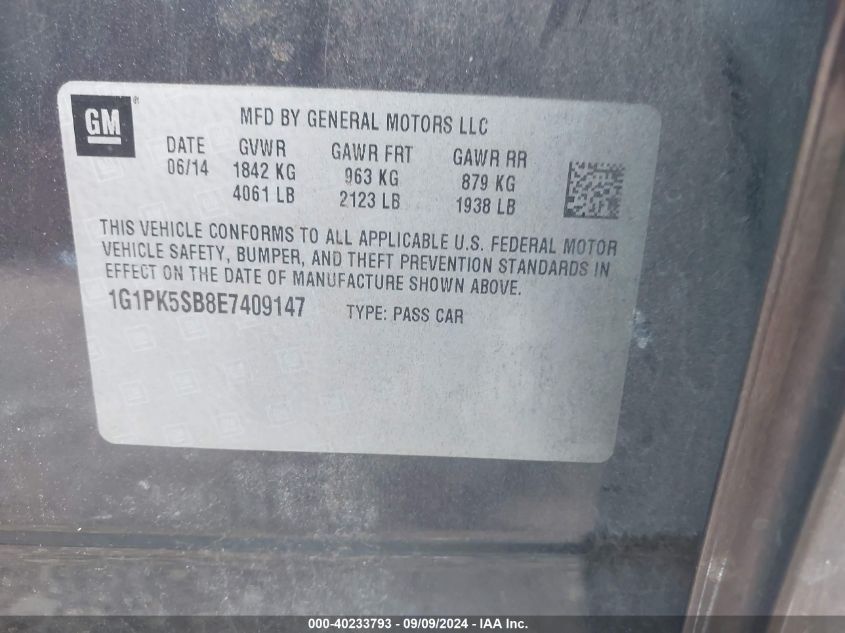 GM®
MFD BY GENERAL MOTORS LLC
DATE GVWR GAWR FRT GAWR RR
06/14 1842 KG 963 KG 879 KG
4061 LB 2123 LB 1938 LB
THIS VEHICLE CONFORMS TO ALL APPLICABLE U.S. FEDERAL MOTOR
VEHICLE SAFETY, BUMPER, AND THEFT PREVENTION STANDARDS IN
EFFECT ON THE DATE OF MANUFACTURE SHOWN ABOVE.
1G1PK5SB8E7409147 TYPE: PASS CAR
000-40233793 - 09/09/2024 - IAA Inc.